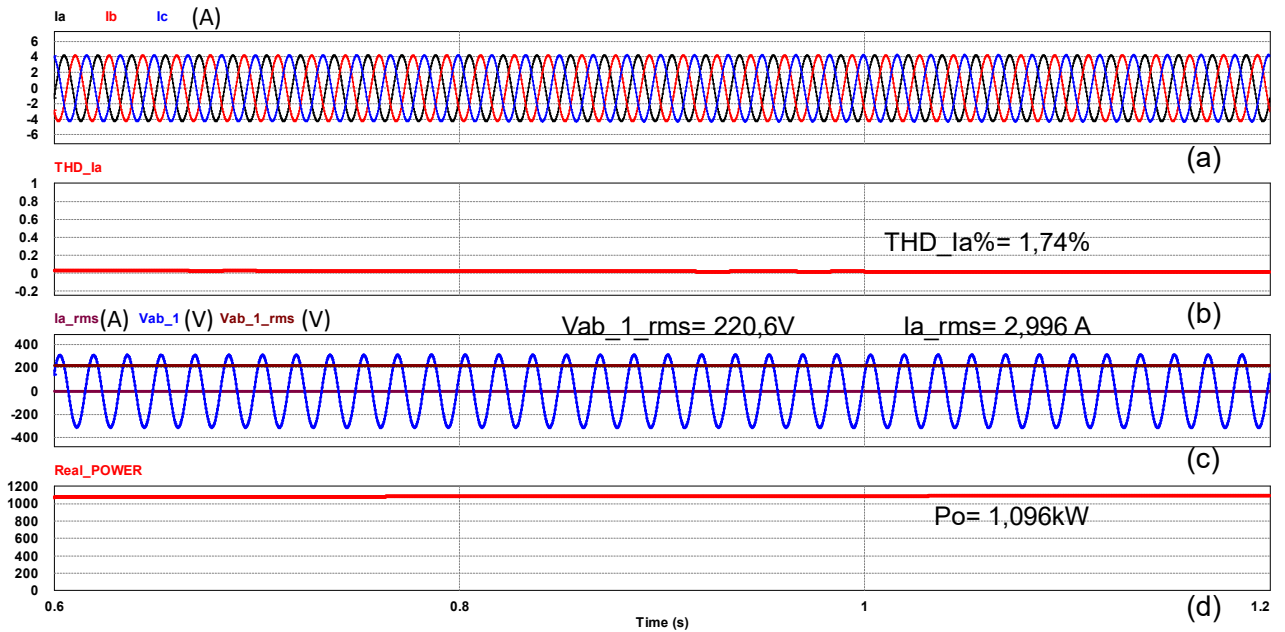 Ia Ib Ic (A)
6
4
2
0
-2
-4
-6
(a)
THD_Ia
1
0.8
0.6
0.4
0.2
0
-0.2
THD_Ia%= 1,74%
(b)
Ia_rms(A) Vab_1 (V) Vab_1_rms (V)
Vab_1_rms= 220,6V
Ia_rms= 2,996 A
400
200
0
-200
-400
(c)
Real_POWER
1200
1000
800
600
400
200
0
Po= 1,096kW
0.6 0.8 1 1.2
(d)
Time (s)